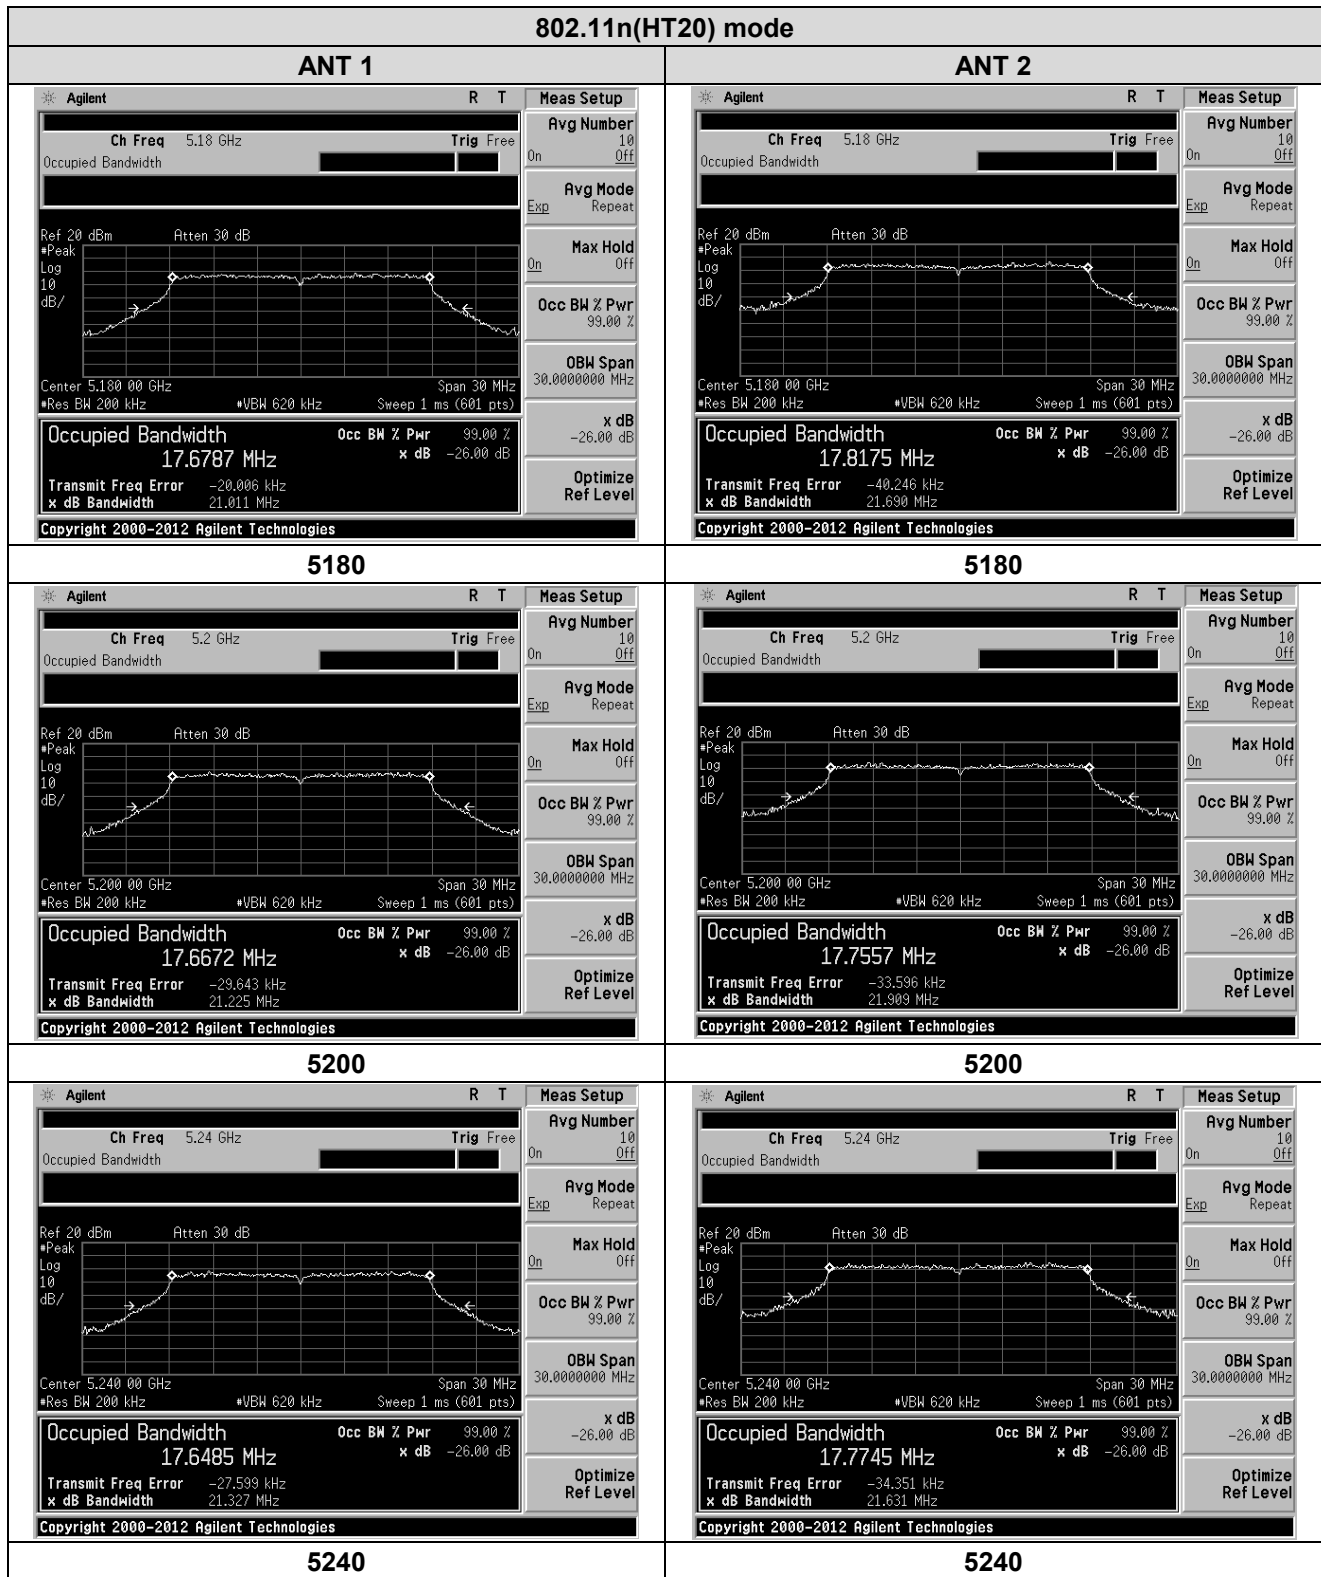 802.11n(HT20) mode
ANT 1
ANT 2
Agilent R T Meas Setup
Ch Freq 5.18 GHz Trig Free
Occupied Bandwidth
Avg Number
10
On Off
Avg Mode
Exp Repeat
Max Hold
On Off
Occ BW % Pwr
99.00 %
OBW Span
30.0000000 MHz
x dB
-26.00 dB
Optimize
Ref Level
Ref 20 dBm Atten 30 dB
#Peak
Log
10
dB/
Center 5.180 00 GHz Span 30 MHz
#Res BW 200 kHz #VBW 620 kHz Sweep 1 ms (601 pts)
Occupied Bandwidth Occ BW % Pwr 99.00 %
17.6787 MHz x dB -26.00 dB
Transmit Freq Error -20.006 kHz
x dB Bandwidth 21.011 MHz
Copyright 2000-2012 Agilent Technologies
5180
Agilent R T Meas Setup
Ch Freq 5.18 GHz Trig Free
Occupied Bandwidth
Avg Number
10
On Off
Avg Mode
Exp Repeat
Max Hold
On Off
Occ BW % Pwr
99.00 %
OBW Span
30.0000000 MHz
x dB
-26.00 dB
Optimize
Ref Level
Ref 20 dBm Atten 30 dB
#Peak
Log
10
dB/
Center 5.180 00 GHz Span 30 MHz
#Res BW 200 kHz #VBW 620 kHz Sweep 1 ms (601 pts)
Occupied Bandwidth Occ BW % Pwr 99.00 %
17.8175 MHz x dB -26.00 dB
Transmit Freq Error -40.246 kHz
x dB Bandwidth 21.690 MHz
Copyright 2000-2012 Agilent Technologies
5180
Agilent R T Meas Setup
Ch Freq 5.2 GHz Trig Free
Occupied Bandwidth
Avg Number
10
On Off
Avg Mode
Exp Repeat
Max Hold
On Off
Occ BW % Pwr
99.00 %
OBW Span
30.0000000 MHz
x dB
-26.00 dB
Optimize
Ref Level
Ref 20 dBm Atten 30 dB
#Peak
Log
10
dB/
Center 5.200 00 GHz Span 30 MHz
#Res BW 200 kHz #VBW 620 kHz Sweep 1 ms (601 pts)
Occupied Bandwidth Occ BW % Pwr 99.00 %
17.6672 MHz x dB -26.00 dB
Transmit Freq Error -29.643 kHz
x dB Bandwidth 21.225 MHz
Copyright 2000-2012 Agilent Technologies
5200
Agilent R T Meas Setup
Ch Freq 5.2 GHz Trig Free
Occupied Bandwidth
Avg Number
10
On Off
Avg Mode
Exp Repeat
Max Hold
On Off
Occ BW % Pwr
99.00 %
OBW Span
30.0000000 MHz
x dB
-26.00 dB
Optimize
Ref Level
Ref 20 dBm Atten 30 dB
#Peak
Log
10
dB/
Center 5.200 00 GHz Span 30 MHz
#Res BW 200 kHz #VBW 620 kHz Sweep 1 ms (601 pts)
Occupied Bandwidth Occ BW % Pwr 99.00 %
17.7557 MHz x dB -26.00 dB
Transmit Freq Error -33.596 kHz
x dB Bandwidth 21.909 MHz
Copyright 2000-2012 Agilent Technologies
5200
Agilent R T Meas Setup
Ch Freq 5.24 GHz Trig Free
Occupied Bandwidth
Avg Number
10
On Off
Avg Mode
Exp Repeat
Max Hold
On Off
Occ BW % Pwr
99.00 %
OBW Span
30.0000000 MHz
x dB
-26.00 dB
Optimize
Ref Level
Ref 20 dBm Atten 30 dB
#Peak
Log
10
dB/
Center 5.240 00 GHz Span 30 MHz
#Res BW 200 kHz #VBW 620 kHz Sweep 1 ms (601 pts)
Occupied Bandwidth Occ BW % Pwr 99.00 %
17.6485 MHz x dB -26.00 dB
Transmit Freq Error -27.599 kHz
x dB Bandwidth 21.327 MHz
Copyright 2000-2012 Agilent Technologies
5240
Agilent R T Meas Setup
Ch Freq 5.24 GHz Trig Free
Occupied Bandwidth
Avg Number
10
On Off
Avg Mode
Exp Repeat
Max Hold
On Off
Occ BW % Pwr
99.00 %
OBW Span
30.0000000 MHz
x dB
-26.00 dB
Optimize
Ref Level
Ref 20 dBm Atten 30 dB
#Peak
Log
10
dB/
Center 5.240 00 GHz Span 30 MHz
#Res BW 200 kHz #VBW 620 kHz Sweep 1 ms (601 pts)
Occupied Bandwidth Occ BW % Pwr 99.00 %
17.7745 MHz x dB -26.00 dB
Transmit Freq Error -34.351 kHz
x dB Bandwidth 21.631 MHz
Copyright 2000-2012 Agilent Technologies
5240